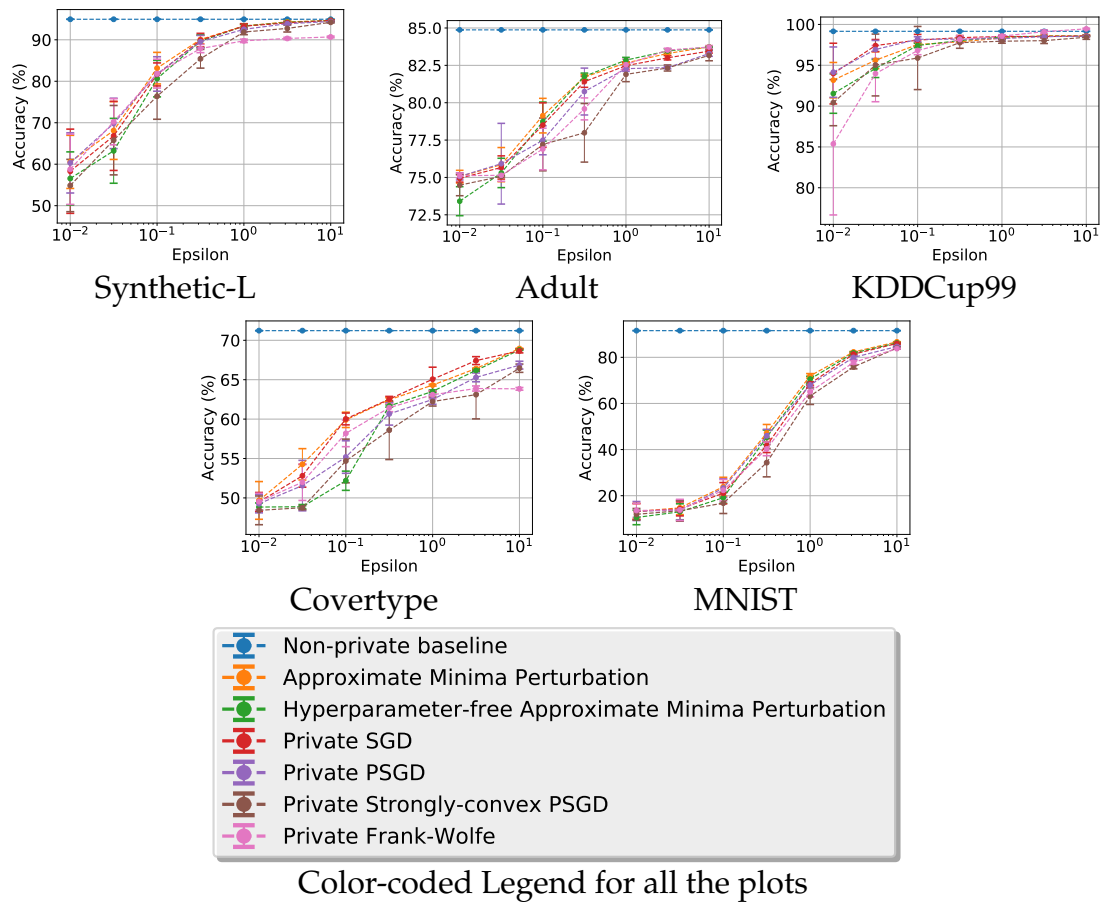 Accuracy (%)
90
80
70
60
50
10⁻² 10⁻¹ 10⁰ 10¹
Epsilon
Synthetic-L
Accuracy (%)
85.0
82.5
80.0
77.5
75.0
72.5
10⁻² 10⁻¹ 10⁰ 10¹
Epsilon
Adult
Accuracy (%)
100
95
90
85
80
10⁻² 10⁻¹ 10⁰ 10¹
Epsilon
KDDCup99
Accuracy (%)
70
65
60
55
50
10⁻² 10⁻¹ 10⁰ 10¹
Epsilon
Covertype
Accuracy (%)
80
60
40
20
10⁻² 10⁻¹ 10⁰ 10¹
Epsilon
MNIST
Non-private baseline
Approximate Minima Perturbation
Hyperparameter-free Approximate Minima Perturbation
Private SGD
Private PSGD
Private Strongly-convex PSGD
Private Frank-Wolfe
Color-coded Legend for all the plots